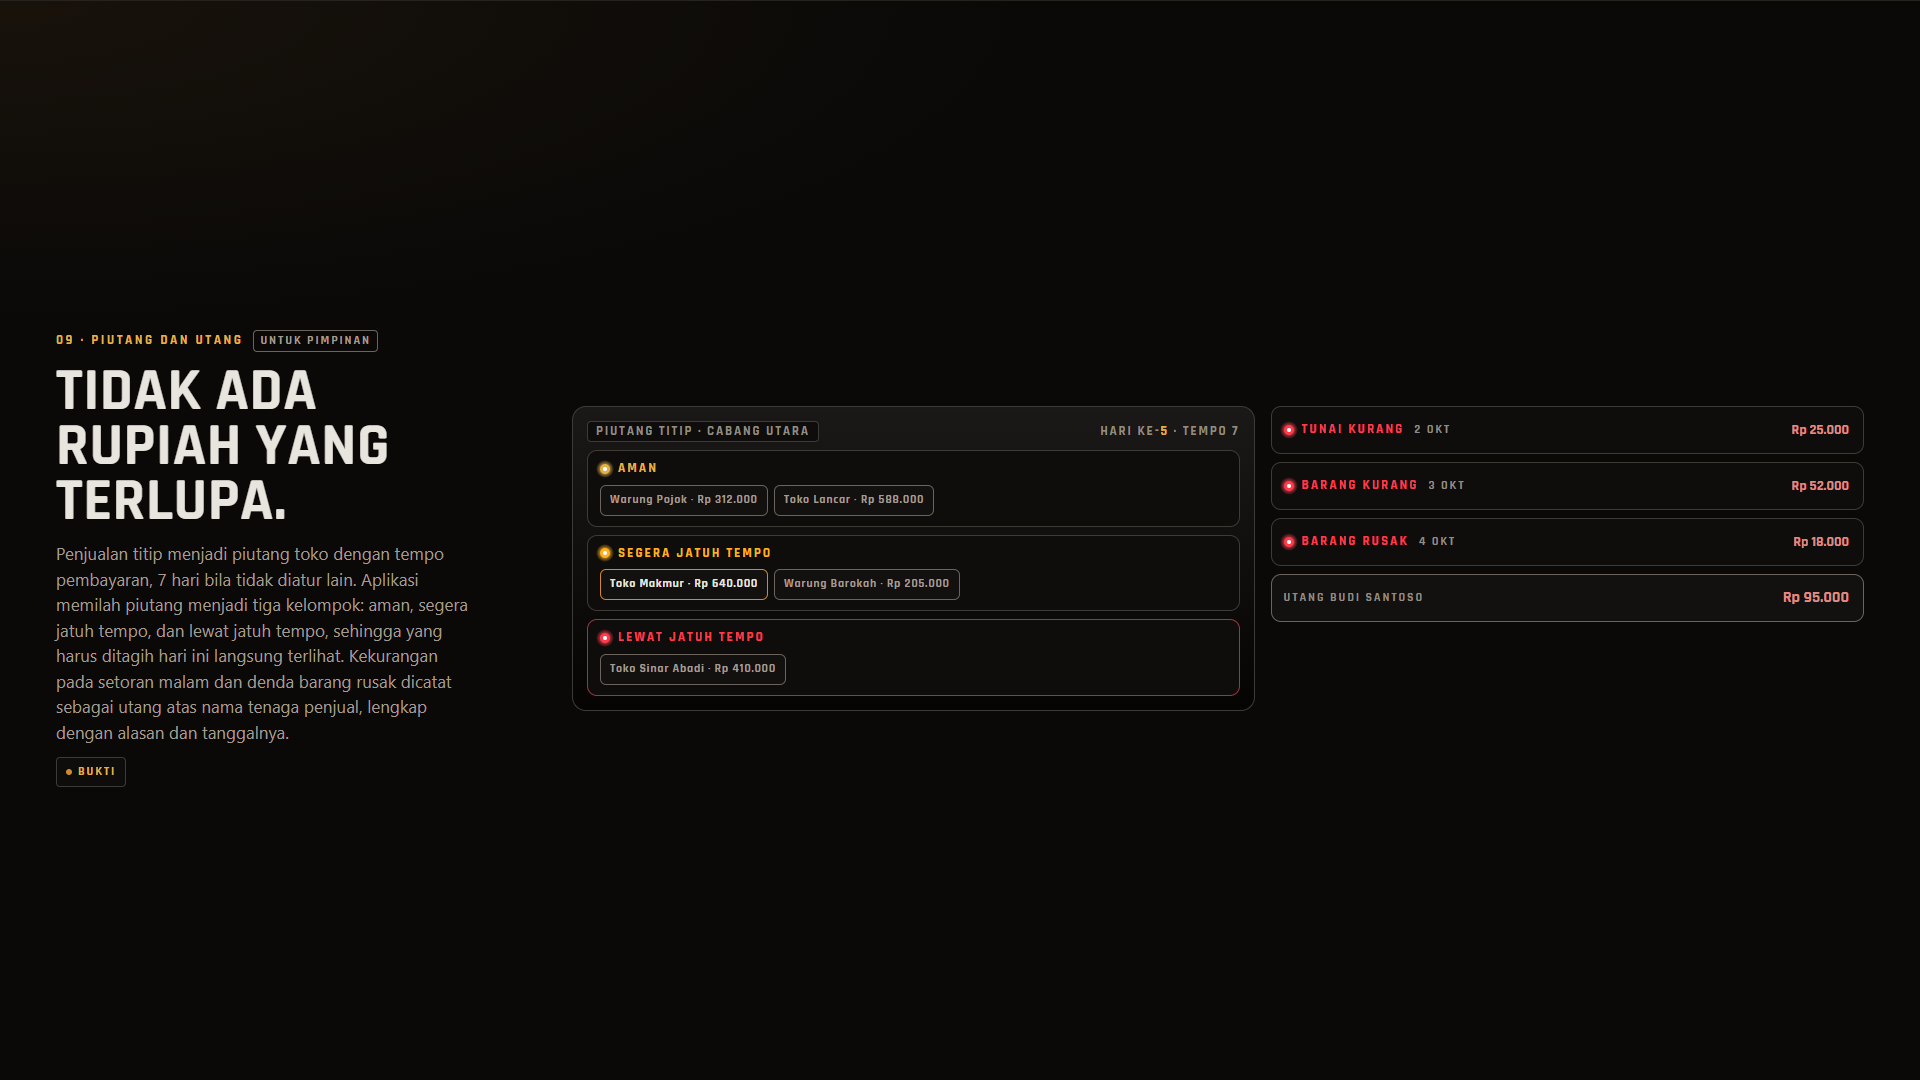 09 · PIUTANG DAN UTANG UNTUK PIMPINAN
TIDAK ADA
RUPIAH YANG
TERLUPA.
Penjualan titip menjadi piutang toko dengan tempo
pembayaran, 7 hari bila tidak diatur lain. Aplikasi
memilah piutang menjadi tiga kelompok: aman, segera
jatuh tempo, dan lewat jatuh tempo, sehingga yang
harus ditagih hari ini langsung terlihat. Kekurangan
pada setoran malam dan denda barang rusak dicatat
sebagai utang atas nama tenaga penjual, lengkap
dengan alasan dan tanggalnya.
BUKTI
PIUTANG TITIP · CABANG UTARA HARI KE-5 · TEMPO 7
AMAN
Warung Pojok · Rp 312.000 Toko Lancar · Rp 588.000
SEGERA JATUH TEMPO
Toko Makmur · Rp 640.000 Warung Barokah · Rp 205.000
LEWAT JATUH TEMPO
Toko Sinar Abadi · Rp 410.000
TUNAI KURANG 2 OKT Rp 25.000
BARANG KURANG 3 OKT Rp 52.000
BARANG RUSAK 4 OKT Rp 18.000
UTANG BUDI SANTOSO Rp 95.000